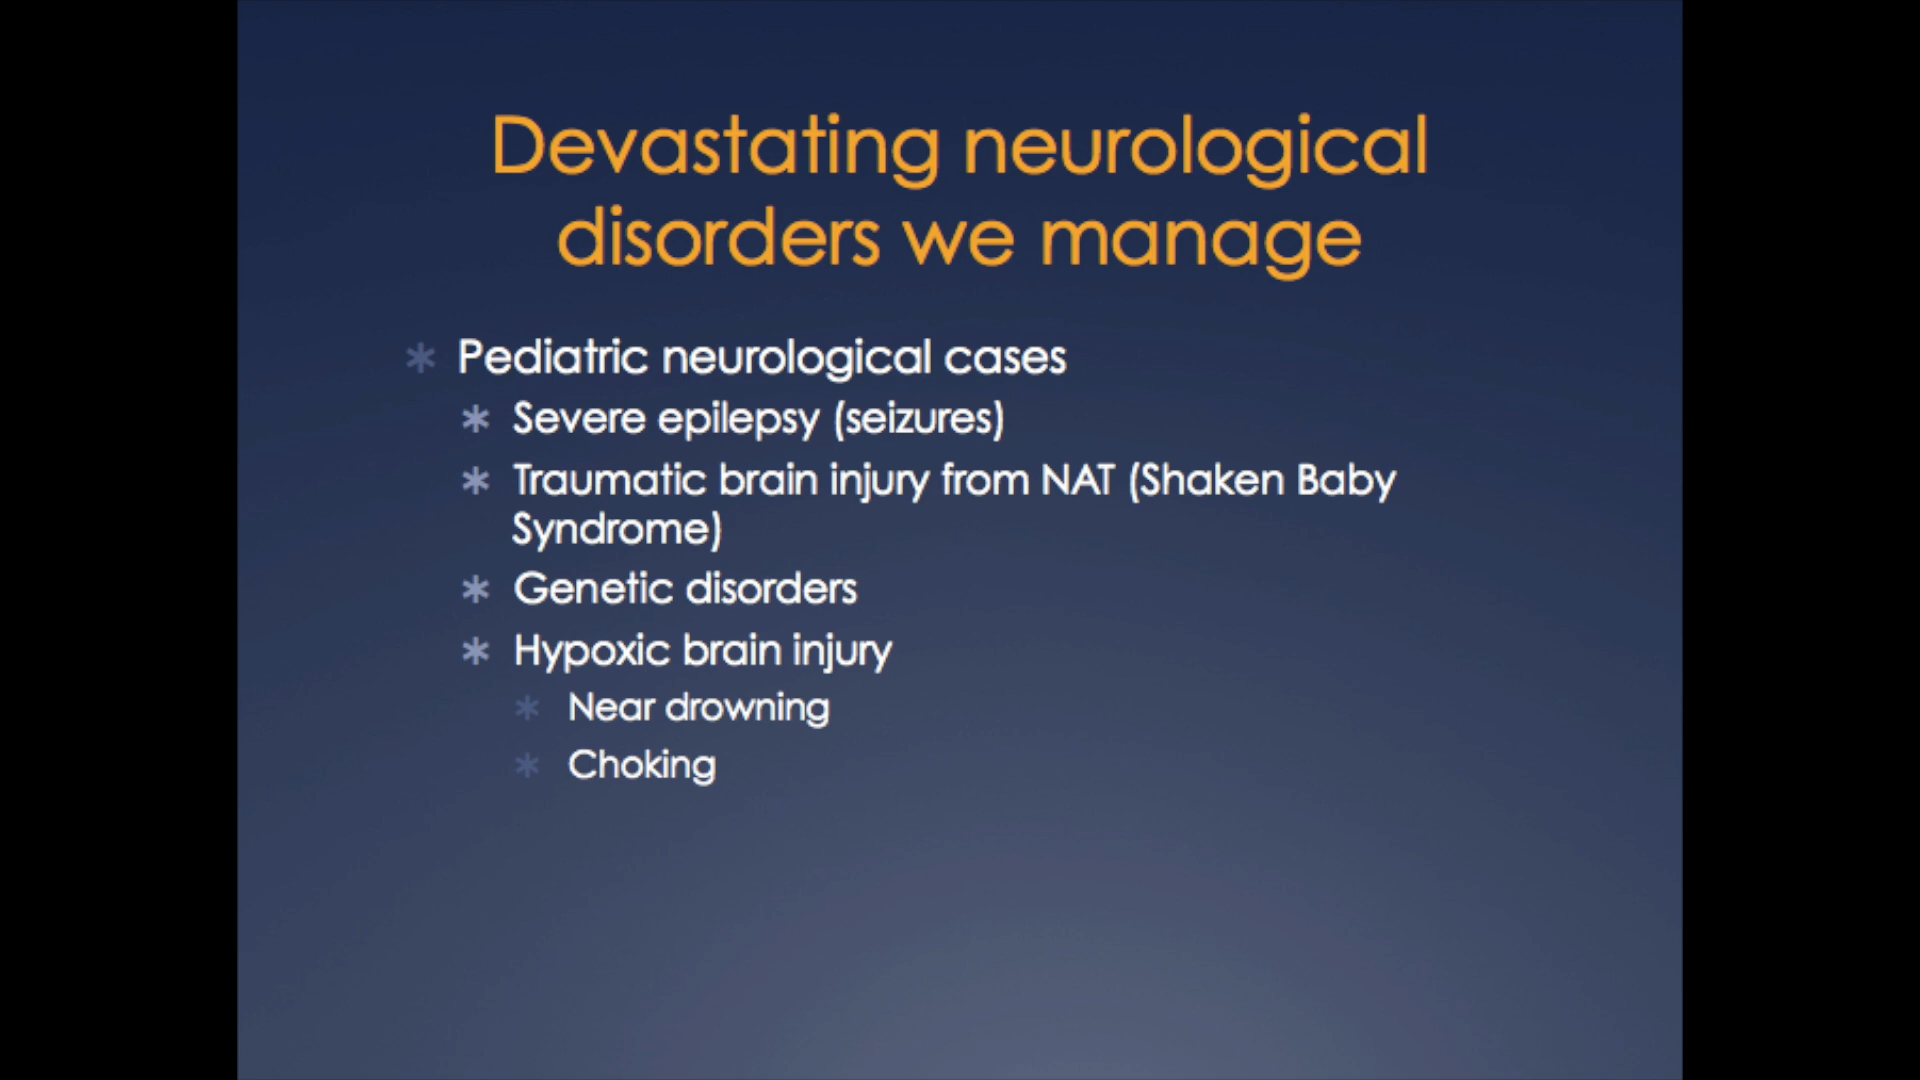 Devastating neurological
disorders we manage
* Pediatric neurological cases
* Severe epilepsy (seizures)
* Traumatic brain injury from NAT (Shaken Baby
Syndrome)
* Genetic disorders
* Hypoxic brain injury
* Near drowning
* Choking